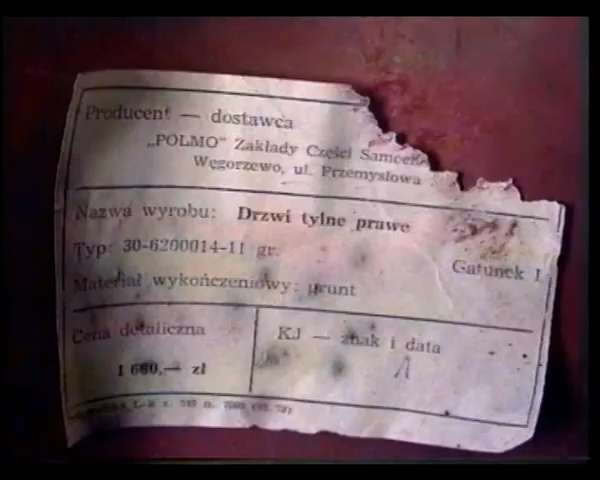 Producent — dostawca
„POLMO" Zakłady Części Samoch
Węgorzewo, ul. Przemysłowa
Nazwa wyrobu: Drzwi tylne prawe
Typ: 30-6200014-11 gr.
Gatunek I
Materiał wykończeniowy: grunt
Cena detaliczna
KJ — znak i data
1 680,— zł
1